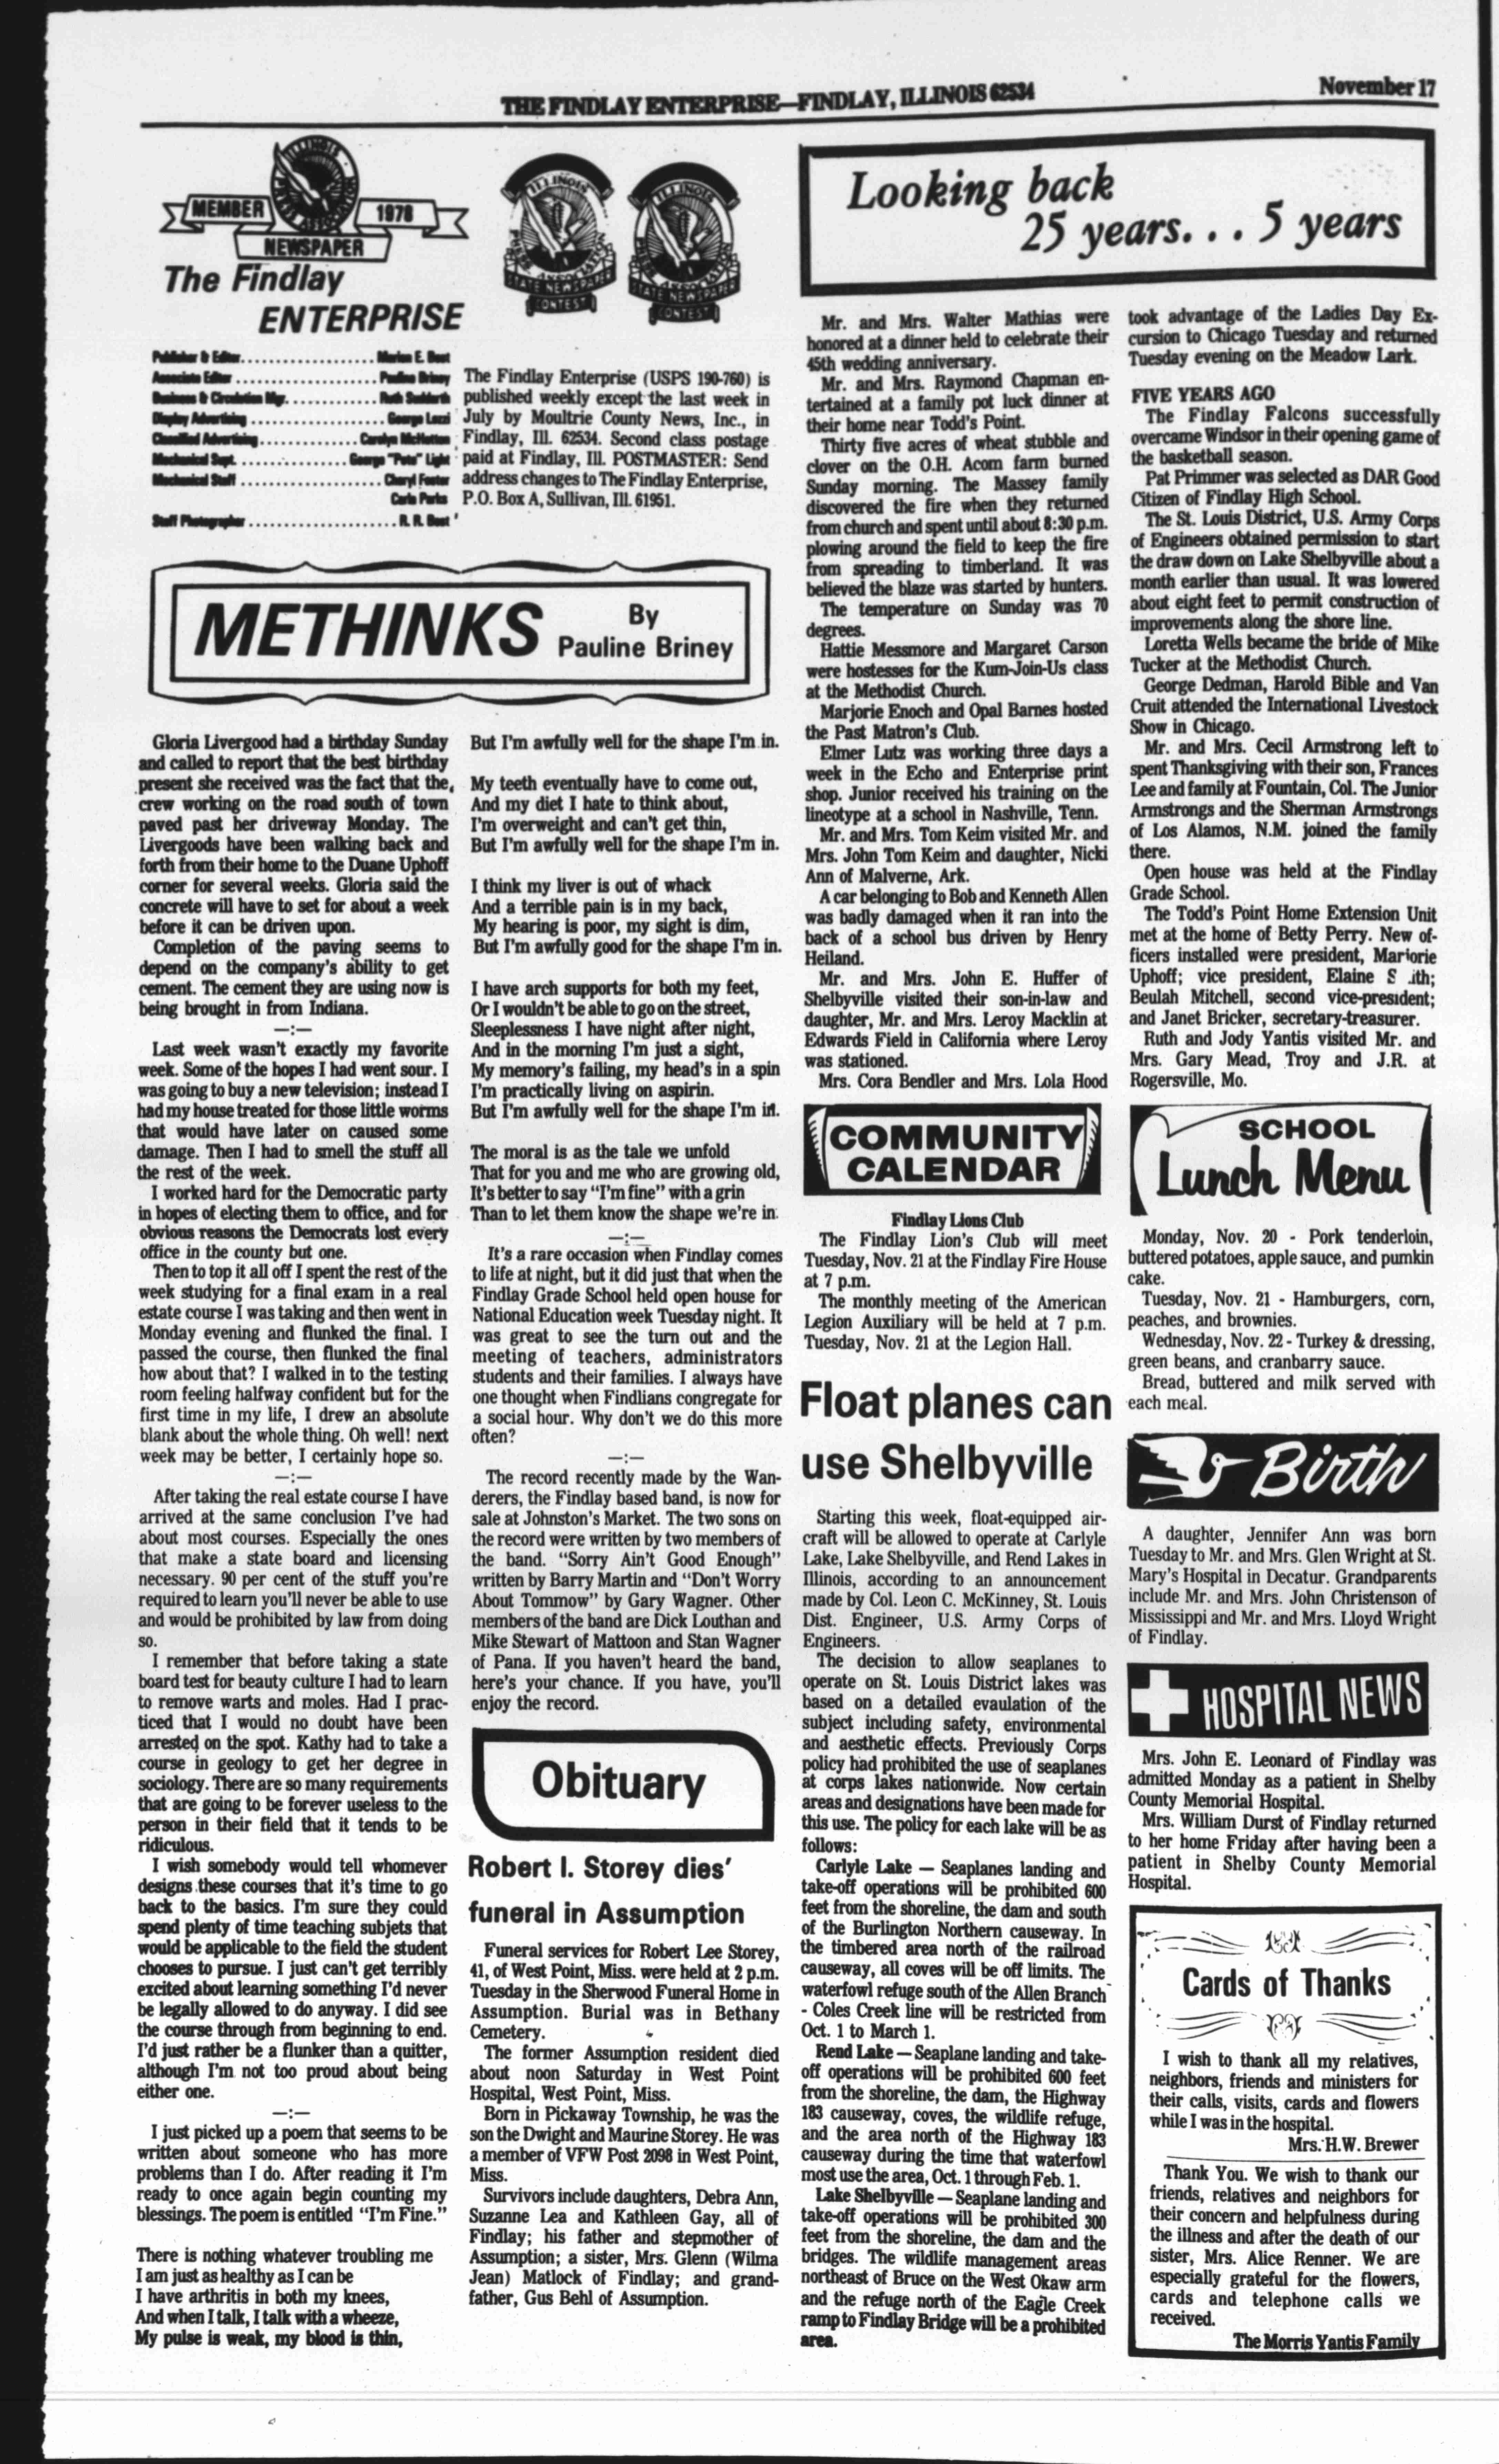 THE FINDLAY ENTERPRISE—FINDLAY, ILLINOIS 62534
November 17
MEMBER 1978
NEWSPAPER
The Findlay
ENTERPRISE
ILLINOIS
PRESS ASSOCIATION
STATE NEWSPAPER
CONTEST
ILLINOIS
PRESS ASSOCIATION
STATE NEWSPAPER
CONTEST
Publisher & Editor. . . . . . . . . . . . . . . . . . Marion E. Best
Associate Editor . . . . . . . . . . . . . . . . . . . Pauline Briney
Business & Circulation Mgr. . . . . . . . . . . . . Ruth Sudderth
Display Advertising . . . . . . . . . . . . . . . . . . George Lozzi
Classified Advertising . . . . . . . . . . . . . Carolyn McHutton
Mechanical Supt. . . . . . . . . . . . . . . . George "Pete" Light
Mechanical Staff . . . . . . . . . . . . . . . . . . . Cheryl Foster
Carla Parks
Staff Photographer . . . . . . . . . . . . . . . . . . . . R. R. Best
The Findlay Enterprise (USPS 190-760) is
published weekly except the last week in
July by Moultrie County News, Inc., in
Findlay, Ill. 62534. Second class postage
paid at Findlay, Ill. POSTMASTER: Send
address changes to The Findlay Enterprise,
P.O. Box A, Sullivan, Ill. 61951.
METHINKS By
Pauline Briney
Gloria Livergood had a birthday Sunday
and called to report that the best birthday
present she received was the fact that the
crew working on the road south of town
paved past her driveway Monday. The
Livergoods have been walking back and
forth from their home to the Duane Uphoff
corner for several weeks. Gloria said the
concrete will have to set for about a week
before it can be driven upon.
Completion of the paving seems to
depend on the company's ability to get
cement. The cement they are using now is
being brought in from Indiana.
—:—
Last week wasn't exactly my favorite
week. Some of the hopes I had went sour. I
was going to buy a new television; instead I
had my house treated for those little worms
that would have later on caused some
damage. Then I had to smell the stuff all
the rest of the week.
I worked hard for the Democratic party
in hopes of electing them to office, and for
obvious reasons the Democrats lost every
office in the county but one.
Then to top it all off I spent the rest of the
week studying for a final exam in a real
estate course I was taking and then went in
Monday evening and flunked the final. I
passed the course, then flunked the final
how about that? I walked in to the testing
room feeling halfway confident but for the
first time in my life, I drew an absolute
blank about the whole thing. Oh well! next
week may be better, I certainly hope so.
—:—
After taking the real estate course I have
arrived at the same conclusion I've had
about most courses. Especially the ones
that make a state board and licensing
necessary. 90 per cent of the stuff you're
required to learn you'll never be able to use
and would be prohibited by law from doing
so.
I remember that before taking a state
board test for beauty culture I had to learn
to remove warts and moles. Had I prac-
ticed that I would no doubt have been
arrested on the spot. Kathy had to take a
course in geology to get her degree in
sociology. There are so many requirements
that are going to be forever useless to the
person in their field that it tends to be
ridiculous.
I wish somebody would tell whomever
designs these courses that it's time to go
back to the basics. I'm sure they could
spend plenty of time teaching subjets that
would be applicable to the field the student
chooses to pursue. I just can't get terribly
excited about learning something I'd never
be legally allowed to do anyway. I did see
the course through from beginning to end.
I'd just rather be a flunker than a quitter,
although I'm not too proud about being
either one.
—:—
I just picked up a poem that seems to be
written about someone who has more
problems than I do. After reading it I'm
ready to once again begin counting my
blessings. The poem is entitled "I'm Fine."
There is nothing whatever troubling me
I am just as healthy as I can be
I have arthritis in both my knees,
And when I talk, I talk with a wheeze,
My pulse is weak, my blood is thin,
But I'm awfully well for the shape I'm in.
My teeth eventually have to come out,
And my diet I hate to think about,
I'm overweight and can't get thin,
But I'm awfully well for the shape I'm in.
I think my liver is out of whack
And a terrible pain is in my back,
My hearing is poor, my sight is dim,
But I'm awfully good for the shape I'm in.
I have arch supports for both my feet,
Or I wouldn't be able to go on the street,
Sleeplessness I have night after night,
And in the morning I'm just a sight,
My memory's failing, my head's in a spin
I'm practically living on aspirin.
But I'm awfully well for the shape I'm in.
The moral is as the tale we unfold
That for you and me who are growing old,
It's better to say "I'm fine" with a grin
Than to let them know the shape we're in.
—:—
It's a rare occasion when Findlay comes
to life at night, but it did just that when the
Findlay Grade School held open house for
National Education week Tuesday night. It
was great to see the turn out and the
meeting of teachers, administrators
students and their families. I always have
one thought when Findlians congregate for
a social hour. Why don't we do this more
often?
—:—
The record recently made by the Wan-
derers, the Findlay based band, is now for
sale at Johnston's Market. The two sons on
the record were written by two members of
the band. "Sorry Ain't Good Enough"
written by Barry Martin and "Don't Worry
About Tommow" by Gary Wagner. Other
members of the band are Dick Louthan and
Mike Stewart of Mattoon and Stan Wagner
of Pana. If you haven't heard the band,
here's your chance. If you have, you'll
enjoy the record.
Obituary
Robert I. Storey dies'
funeral in Assumption
Funeral services for Robert Lee Storey,
41, of West Point, Miss. were held at 2 p.m.
Tuesday in the Sherwood Funeral Home in
Assumption. Burial was in Bethany
Cemetery.
The former Assumption resident died
about noon Saturday in West Point
Hospital, West Point, Miss.
Born in Pickaway Township, he was the
son the Dwight and Maurine Storey. He was
a member of VFW Post 2098 in West Point,
Miss.
Survivors include daughters, Debra Ann,
Suzanne Lea and Kathleen Gay, all of
Findlay; his father and stepmother of
Assumption; a sister, Mrs. Glenn (Wilma
Jean) Matlock of Findlay; and grand-
father, Gus Behl of Assumption.
Looking back
25 years. . . 5 years
Mr. and Mrs. Walter Mathias were
honored at a dinner held to celebrate their
45th wedding anniversary.
Mr. and Mrs. Raymond Chapman en-
tertained at a family pot luck dinner at
their home near Todd's Point.
Thirty five acres of wheat stubble and
clover on the O.H. Acom farm burned
Sunday morning. The Massey family
discovered the fire when they returned
from church and spent until about 8:30 p.m.
plowing around the field to keep the fire
from spreading to timberland. It was
believed the blaze was started by hunters.
The temperature on Sunday was 70
degrees.
Hattie Messmore and Margaret Carson
were hostesses for the Kum-Join-Us class
at the Methodist Church.
Marjorie Enoch and Opal Barnes hosted
the Past Matron's Club.
Elmer Lutz was working three days a
week in the Echo and Enterprise print
shop. Junior received his training on the
lineotype at a school in Nashville, Tenn.
Mr. and Mrs. Tom Keim visited Mr. and
Mrs. John Tom Keim and daughter, Nicki
Ann of Malverne, Ark.
A car belonging to Bob and Kenneth Allen
was badly damaged when it ran into the
back of a school bus driven by Henry
Heiland.
Mr. and Mrs. John E. Huffer of
Shelbyville visited their son-in-law and
daughter, Mr. and Mrs. Leroy Macklin at
Edwards Field in California where Leroy
was stationed.
Mrs. Cora Bendler and Mrs. Lola Hood
took advantage of the Ladies Day Ex-
cursion to Chicago Tuesday and returned
Tuesday evening on the Meadow Lark.
FIVE YEARS AGO
The Findlay Falcons successfully
overcame Windsor in their opening game of
the basketball season.
Pat Primmer was selected as DAR Good
Citizen of Findlay High School.
The St. Louis District, U.S. Army Corps
of Engineers obtained permission to start
the draw down on Lake Shelbyville about a
month earlier than usual. It was lowered
about eight feet to permit construction of
improvements along the shore line.
Loretta Wells became the bride of Mike
Tucker at the Methodist Church.
George Dedman, Harold Bible and Van
Cruit attended the International Livestock
Show in Chicago.
Mr. and Mrs. Cecil Armstrong left to
spent Thanksgiving with their son, Frances
Lee and family at Fountain, Col. The Junior
Armstrongs and the Sherman Armstrongs
of Los Alamos, N.M. joined the family
there.
Open house was held at the Findlay
Grade School.
The Todd's Point Home Extension Unit
met at the home of Betty Perry. New of-
ficers installed were president, Marjorie
Uphoff; vice president, Elaine
Beulah Mitchell, second vice-president;
and Janet Bricker, secretary-treasurer.
Ruth and Jody Yantis visited Mr. and
Mrs. Gary Mead, Troy and J.R. at
Rogersville, Mo.
COMMUNITY
CALENDAR
Findlay Lions Club
The Findlay Lion's Club will meet
Tuesday, Nov. 21 at the Findlay Fire House
at 7 p.m.
The monthly meeting of the American
Legion Auxiliary will be held at 7 p.m.
Tuesday, Nov. 21 at the Legion Hall.
Float planes can
use Shelbyville
Starting this week, float-equipped air-
craft will be allowed to operate at Carlyle
Lake, Lake Shelbyville, and Rend Lakes in
Illinois, according to an announcement
made by Col. Leon C. McKinney, St. Louis
Dist. Engineer, U.S. Army Corps of
Engineers.
The decision to allow seaplanes to
operate on St. Louis District lakes was
based on a detailed evaulation of the
subject including safety, environmental
and aesthetic effects. Previously Corps
policy had prohibited the use of seaplanes
at corps lakes nationwide. Now certain
areas and designations have been made for
this use. The policy for each lake will be as
follows:
Carlyle Lake — Seaplanes landing and
take-off operations will be prohibited 600
feet from the shoreline, the dam and south
of the Burlington Northern causeway. In
the timbered area north of the railroad
causeway, all coves will be off limits. The
waterfowl refuge south of the Allen Branch
- Coles Creek line will be restricted from
Oct. 1 to March 1.
Rend Lake — Seaplane landing and take-
off operations will be prohibited 600 feet
from the shoreline, the dam, the Highway
183 causeway, coves, the wildlife refuge,
and the area north of the Highway 183
causeway during the time that waterfowl
most use the area, Oct. 1 through Feb. 1.
Lake Shelbyville — Seaplane landing and
take-off operations will be prohibited 300
feet from the shoreline, the dam and the
bridges. The wildlife management areas
northeast of Bruce on the West Okaw arm
and the refuge north of the Eagle Creek
ramp to Findlay Bridge will be a prohibited
area.
SCHOOL
Lunch Menu
Monday, Nov. 20 - Pork tenderloin,
buttered potatoes, apple sauce, and pumkin
cake.
Tuesday, Nov. 21 - Hamburgers, corn,
peaches, and brownies.
Wednesday, Nov. 22 - Turkey & dressing,
green beans, and cranbarry sauce.
Bread, buttered and milk served with
each meal.
Birth
A daughter, Jennifer Ann was born
Tuesday to Mr. and Mrs. Glen Wright at St.
Mary's Hospital in Decatur. Grandparents
include Mr. and Mrs. John Christenson of
Mississippi and Mr. and Mrs. Lloyd Wright
of Findlay.
HOSPITAL NEWS
Mrs. John E. Leonard of Findlay was
admitted Monday as a patient in Shelby
County Memorial Hospital.
Mrs. William Durst of Findlay returned
to her home Friday after having been a
patient in Shelby County Memorial
Hospital.
Cards of Thanks
I wish to thank all my relatives,
neighbors, friends and ministers for
their calls, visits, cards and flowers
while I was in the hospital.
Mrs. H.W. Brewer
Thank You. We wish to thank our
friends, relatives and neighbors for
their concern and helpfulness during
the illness and after the death of our
sister, Mrs. Alice Renner. We are
especially grateful for the flowers,
cards and telephone calls we
received.
The Morris Yantis Family